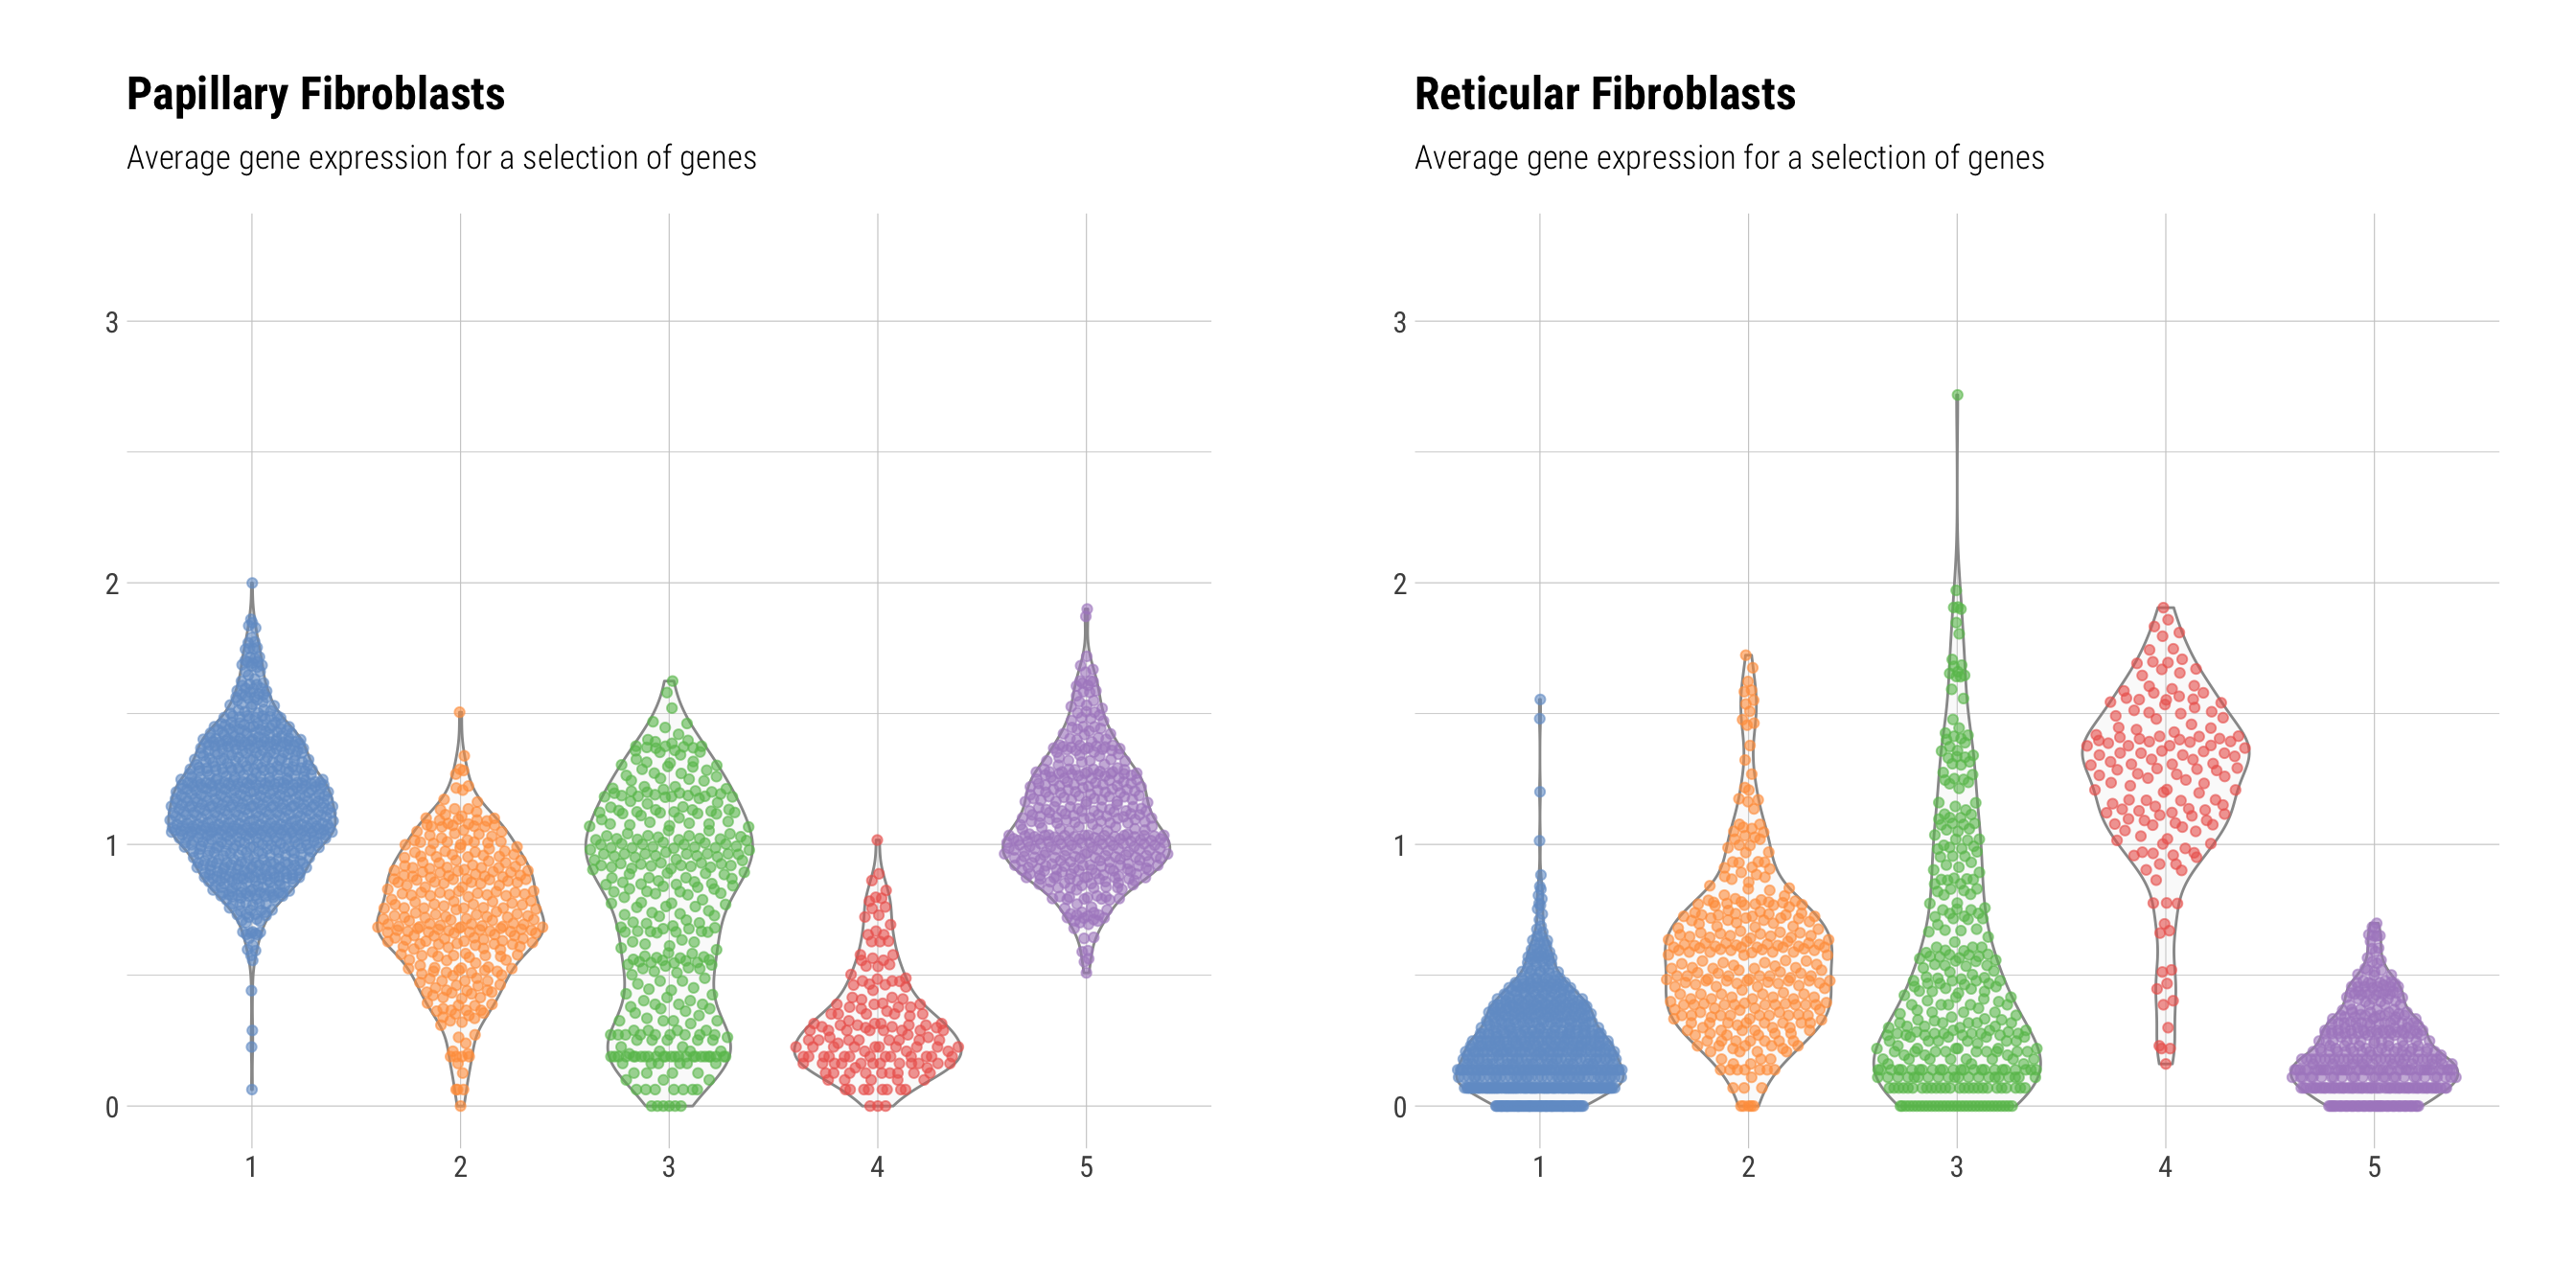 Papillary Fibroblasts
Average gene expression for a selection of genes
3
2
1
0
1 2 3 4 5
Reticular Fibroblasts
Average gene expression for a selection of genes
3
2
1
0
1 2 3 4 5